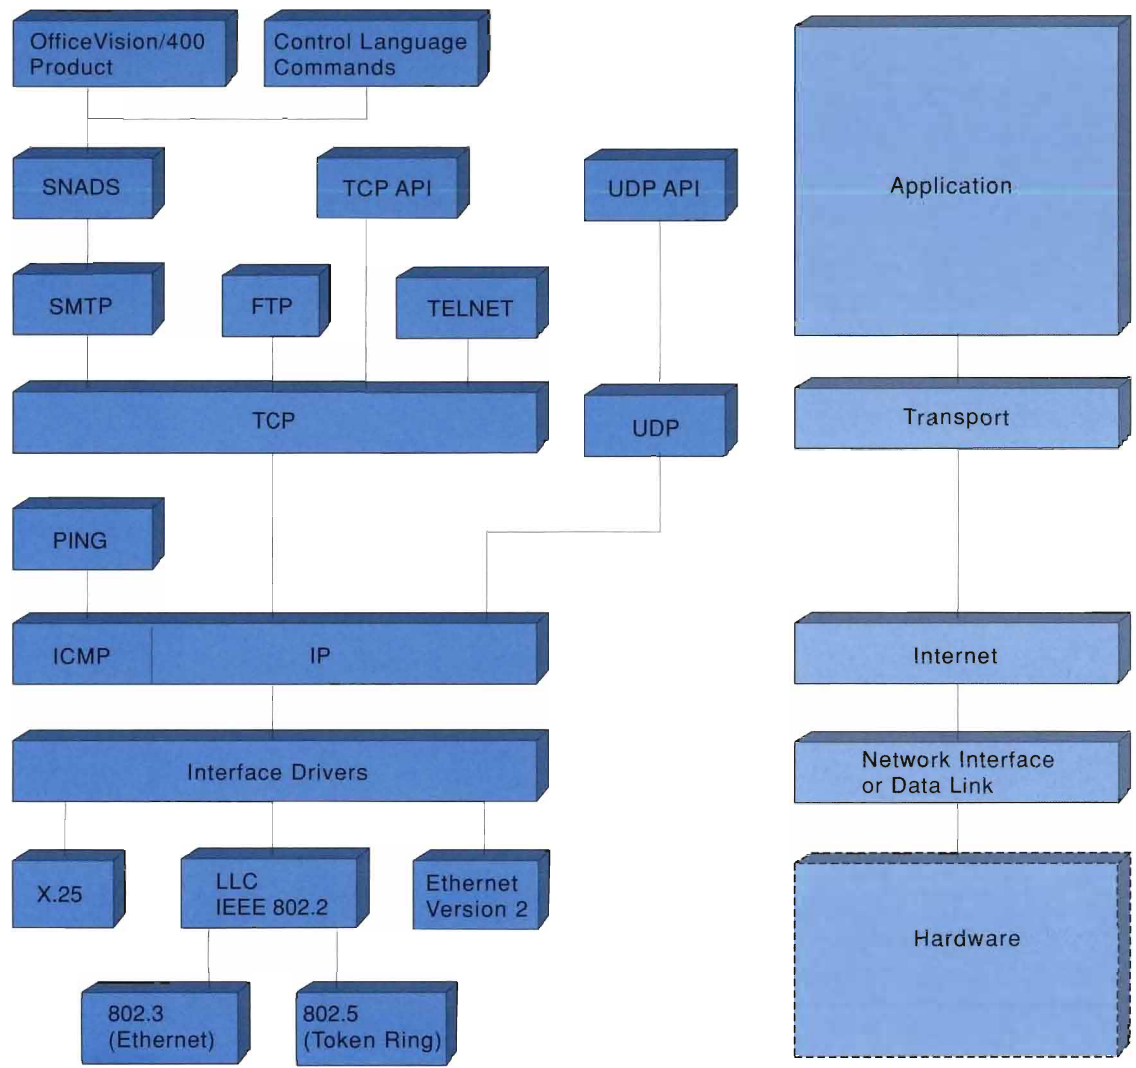 OfficeVision/400
Product
Control Language
Commands
SNADS
TCP API
UDP API
Application
SMTP
FTP
TELNET
TCP
UDP
Transport
PING
ICMP
IP
Internet
Interface Drivers
Network Interface
or Data Link
X.25
LLC
IEEE 802.2
Ethernet
Version 2
Hardware
802.3
(Ethernet)
802.5
(Token Ring)